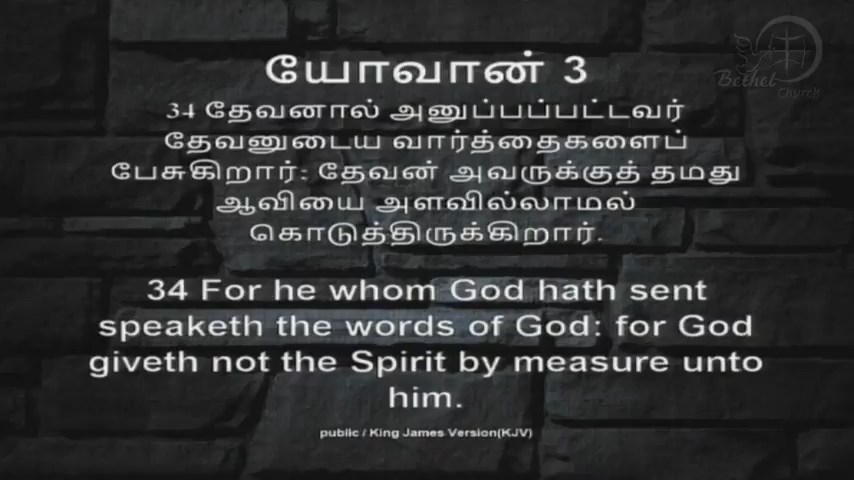 Bethel
Church
யோவான் 3
34 தேவனால் அனுப்பப்பட்டவர்
தேவனுடைய வார்த்தைகளைப்
பேசுகிறார்: தேவன் அவருக்குத் தமது
ஆவியை அளவில்லாமல்
கொடுத்திருக்கிறார்.
34 For he whom God hath sent
speaketh the words of God: for God
giveth not the Spirit by measure unto
him.
public / King James Version(KJV)